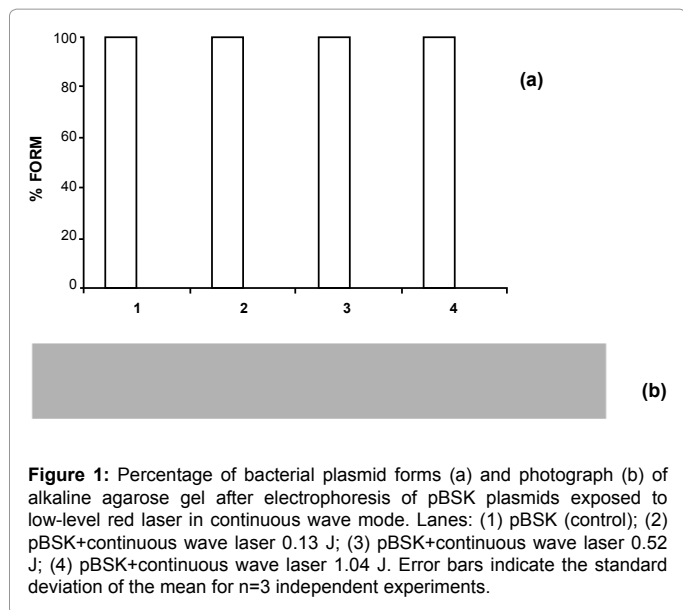 100
(a)
80
60
% FORM
40
20
0
1 2 3 4
(b)
Figure 1: Percentage of bacterial plasmid forms (a) and photograph (b) of
alkaline agarose gel after electrophoresis of pBSK plasmids exposed to
low-level red laser in continuous wave mode. Lanes: (1) pBSK (control); (2)
pBSK+continuous wave laser 0.13 J; (3) pBSK+continuous wave laser 0.52
J; (4) pBSK+continuous wave laser 1.04 J. Error bars indicate the standard
deviation of the mean for n=3 independent experiments.